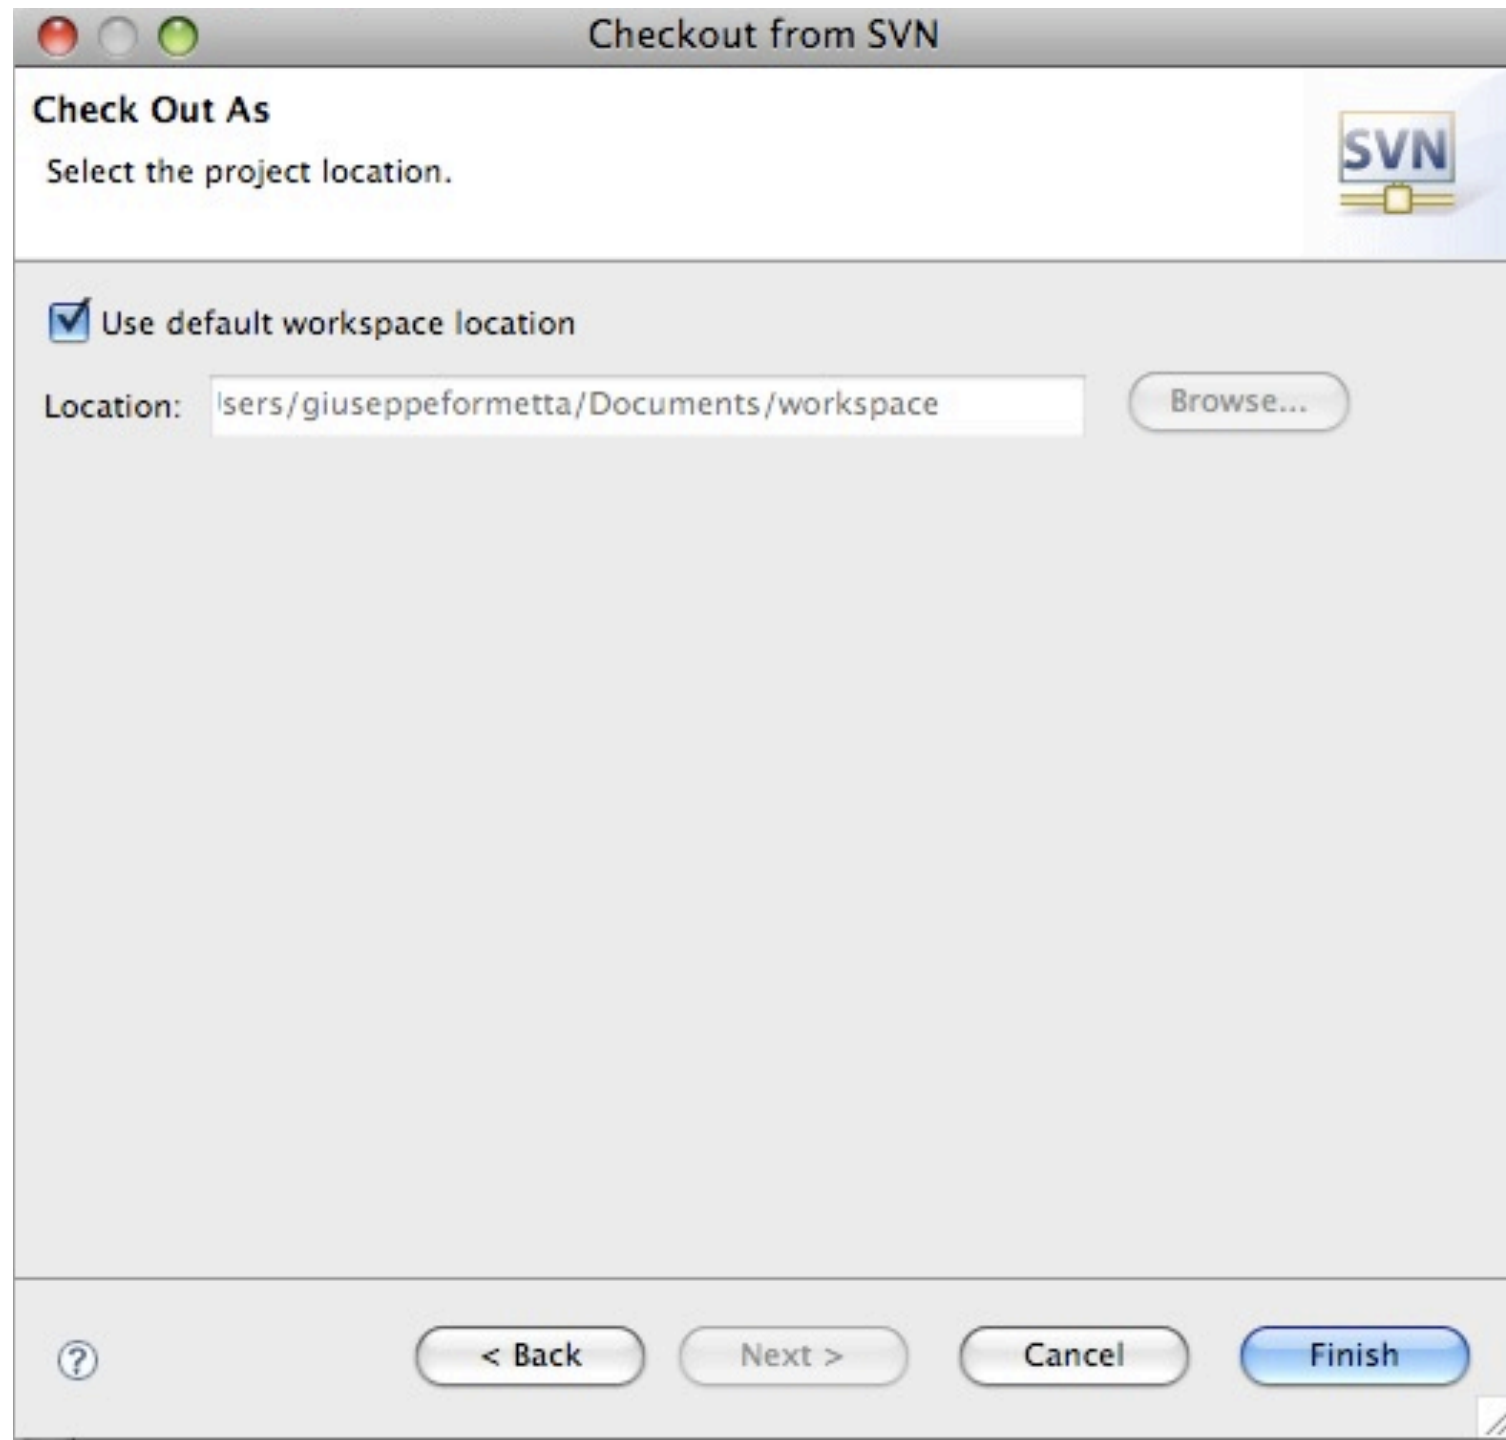 Checkout from SVN
Check Out As
Select the project location.
SVN
Use default workspace location
Location: sers/giuseppeformetta/Documents/workspace Browse...
? < Back Next > Cancel Finish